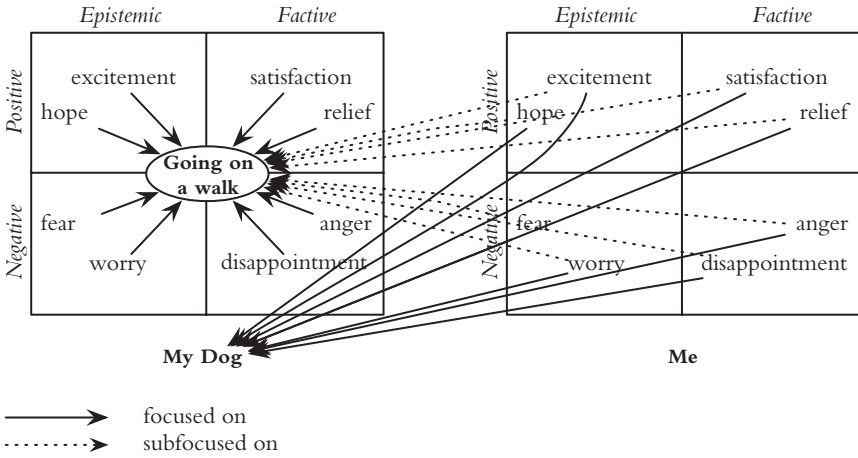 Epistemic Factive Epistemic Factive
Positive
excitement satisfaction
hope relief
Going on
a walk
Negative
fear anger
worry disappointment
Positive
excitement satisfaction
hope relief
Negative
fear anger
worry disappointment
My Dog Me
focused on
subfocused on